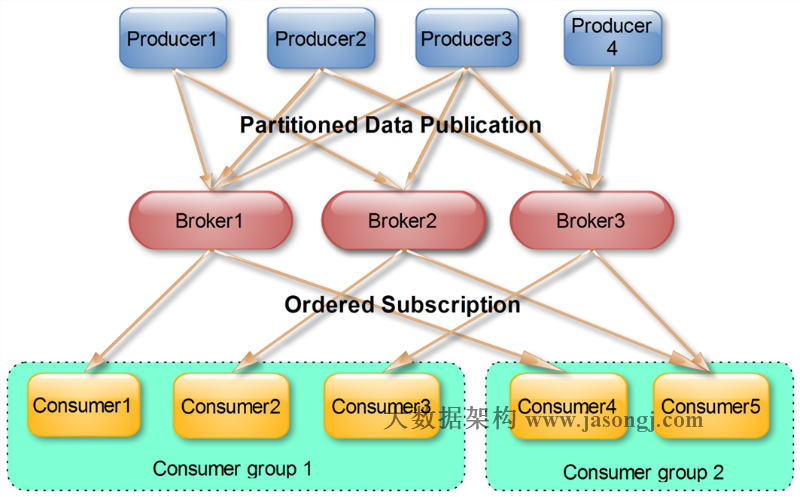 Producer1
Producer2
Producer3
Producer
4
Partitioned Data Publication
Broker1
Broker2
Broker3
Ordered Subscription
Consumer1
Consumer2
Consumer3
Consumer4
Consumer5
大数据架构 www.jasongj.com
Consumer group 1
Consumer group 2